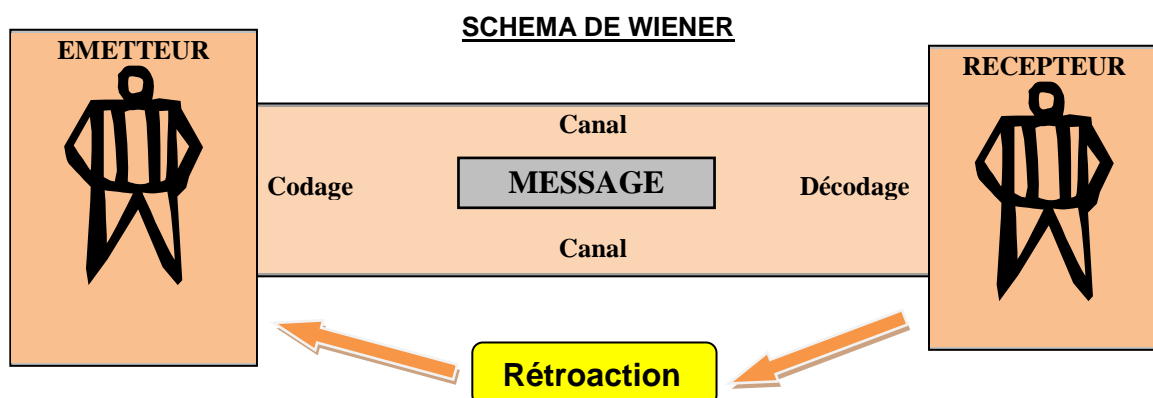 SCHEMA DE WIENER
EMETTEUR
RECEPTEUR
Canal
Codage
MESSAGE
Décodage
Canal
Rétroaction